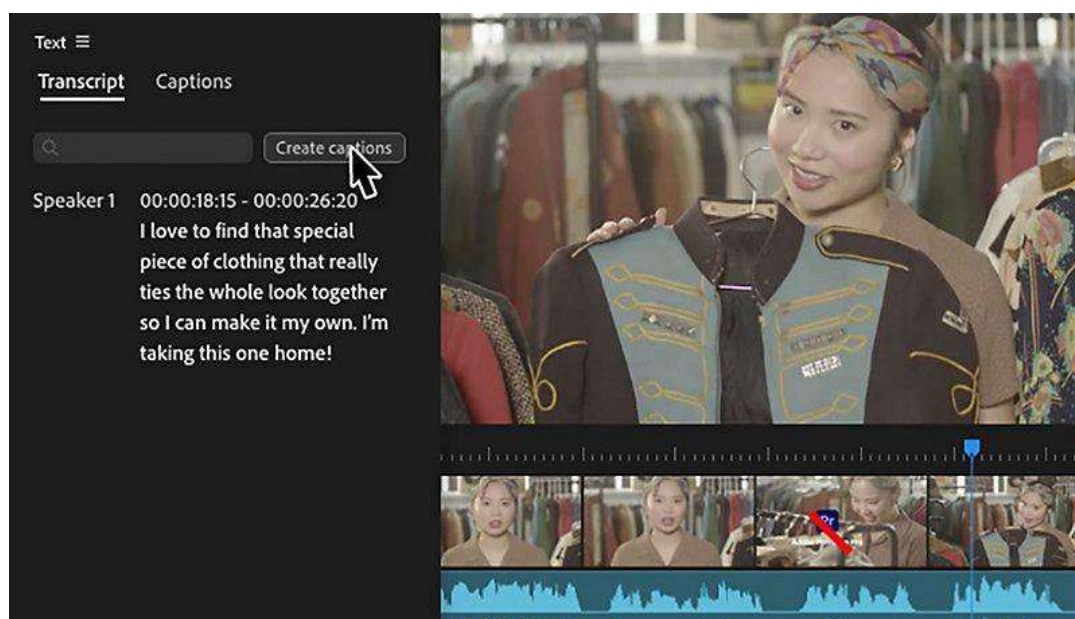 Text
Transcript Captions
Create captions
Speaker 1 00:00:18:15 - 00:00:26:20
I love to find that special
piece of clothing that really
ties the whole look together
so I can make it my own. I'm
taking this one home!